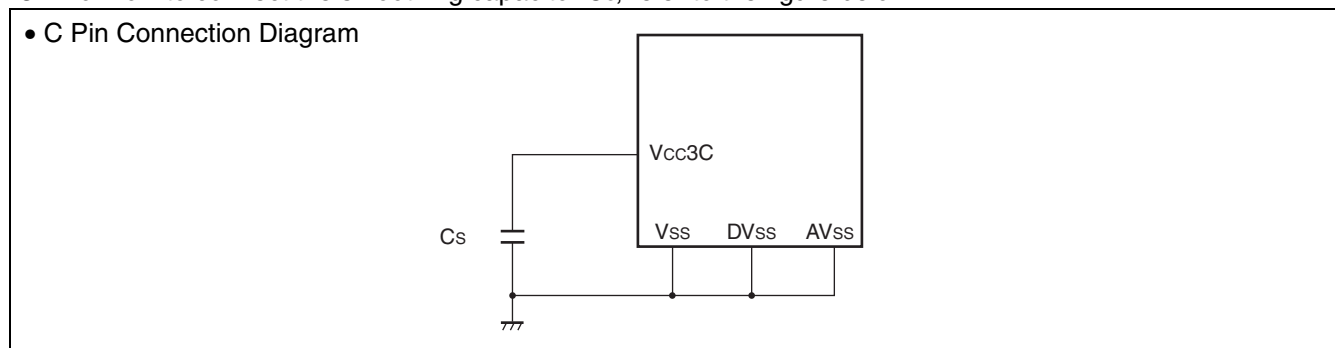 • C Pin Connection Diagram
Vcc3C
Cs
Vss DVss AVss